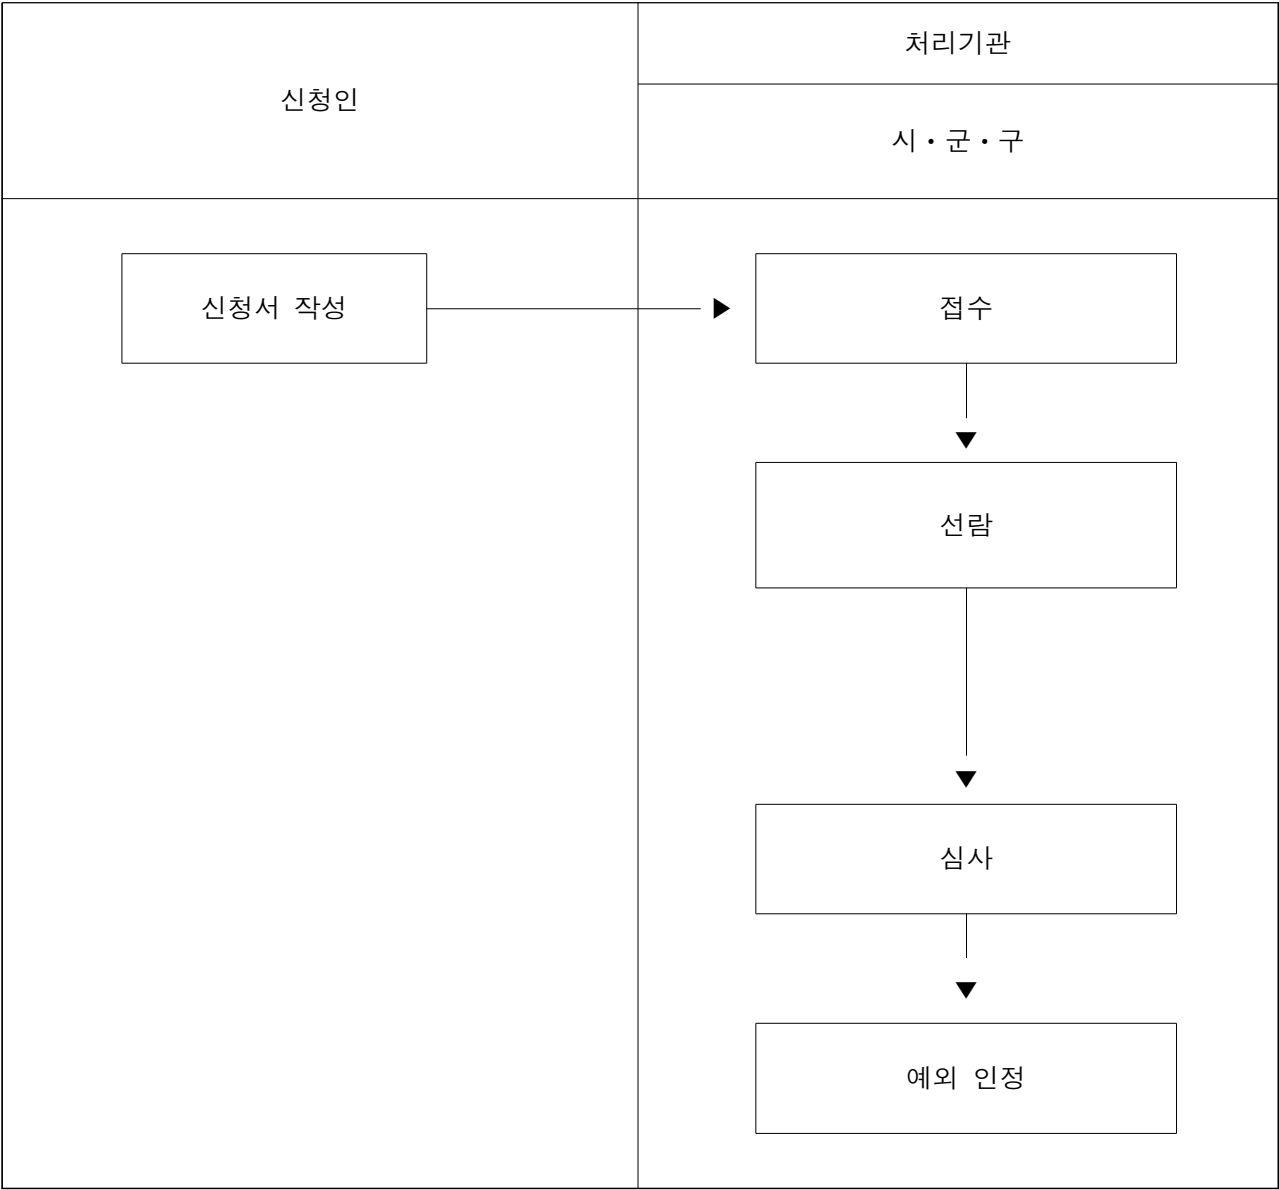 신청인
처리기관
시·군·구
신청서 작성
접수
선람
심사
예외 인정